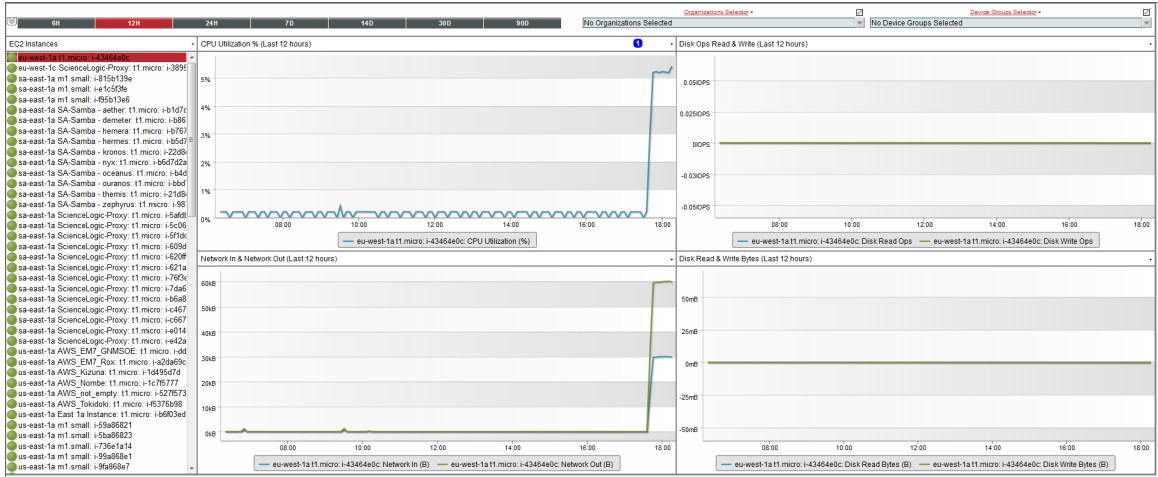 6H 12H 24H 7D 14D 30D 90D
Organizations Selector
No Organizations Selected
Device Groups Selector
No Device Groups Selected
EC2 Instances
eu-west-1a t1.micro: i-43464e0c
eu-west-1c ScienceLogic-Proxy: t1.micro: i-3895
sa-east-1a m1.small: i-815b139e
sa-east-1a m1.small: i-e1c5f3fe
sa-east-1a m1.small: i-f95b13e6
sa-east-1a SA-Samba - aether: t1.micro: i-b1d7c
sa-east-1a SA-Samba - demeter: t1.micro: i-b86
sa-east-1a SA-Samba - hemera: t1.micro: i-b767
sa-east-1a SA-Samba - hermes: t1.micro: i-b5d7
sa-east-1a SA-Samba - kronos: t1.micro: i-22d8
sa-east-1a SA-Samba - nyx: t1.micro: i-b6d7d2a
sa-east-1a SA-Samba - oceanus: t1.micro: i-b4d
sa-east-1a SA-Samba - ouranos: t1.micro: i-bbd
sa-east-1a SA-Samba - themis: t1.micro: i-21d8
sa-east-1a SA-Samba - zephyrus: t1.micro: i-98
sa-east-1a ScienceLogic-Proxy: t1.micro: i-5afd
sa-east-1a ScienceLogic-Proxy: t1.micro: i-5c06
sa-east-1a ScienceLogic-Proxy: t1.micro: i-5f1d
sa-east-1a ScienceLogic-Proxy: t1.micro: i-609d
sa-east-1a ScienceLogic-Proxy: t1.micro: i-620f
sa-east-1a ScienceLogic-Proxy: t1.micro: i-621a
sa-east-1a ScienceLogic-Proxy: t1.micro: i-76f3
sa-east-1a ScienceLogic-Proxy: t1.micro: i-7da6
sa-east-1a ScienceLogic-Proxy: t1.micro: i-b6a8
sa-east-1a ScienceLogic-Proxy: t1.micro: i-c467
sa-east-1a ScienceLogic-Proxy: t1.micro: i-c667
sa-east-1a ScienceLogic-Proxy: t1.micro: i-e014
sa-east-1a ScienceLogic-Proxy: t1.micro: i-e42a
us-east-1a AWS_EM7_GNMSOE: t1.micro: i-dd
us-east-1a AWS_EM7_Rox: t1.micro: i-a2da69c
us-east-1a AWS_Kizuna: t1.micro: i-1d495d7d
us-east-1a AWS_Nombe: t1.micro: i-1c7f5777
us-east-1a AWS_not_empty: t1.micro: i-527f573
us-east-1a AWS_Tokidoki: t1.micro: i-f5376b98
us-east-1a East 1a Instance: t1.micro: i-b6f03ed
us-east-1a m1.small: i-59a86821
us-east-1a m1.small: i-5ba86823
us-east-1a m1.small: i-736e1a14
us-east-1a m1.small: i-99a868e1
us-east-1a m1.small: i-9fa868e7
CPU Utilization % (Last 12 hours)
1
5%
4%
3%
2%
1%
0%
08:00 10:00 12:00 14:00 16:00 18:00
eu-west-1a t1.micro: i-43464e0c: CPU Utilization (%)
Disk Ops Read & Write (Last 12 hours)
0.05IOPS
0.025IOPS
0IOPS
-0.03IOPS
-0.05IOPS
08:00 10:00 12:00 14:00 16:00 18:00
eu-west-1a t1.micro: i-43464e0c: Disk Read Ops eu-west-1a t1.micro: i-43464e0c: Disk Write Ops
Network In & Network Out (Last 12 hours)
60kB
50kB
40kB
30kB
20kB
10kB
0kB
08:00 10:00 12:00 14:00 16:00 18:00
eu-west-1a t1.micro: i-43464e0c: Network In (B) eu-west-1a t1.micro: i-43464e0c: Network Out (B)
Disk Read & Write Bytes (Last 12 hours)
50mB
25mB
0mB
-25mB
-50mB
08:00 10:00 12:00 14:00 16:00 18:00
eu-west-1a t1.micro: i-43464e0c: Disk Read Bytes (B) eu-west-1a t1.micro: i-43464e0c: Disk Write Bytes (B)